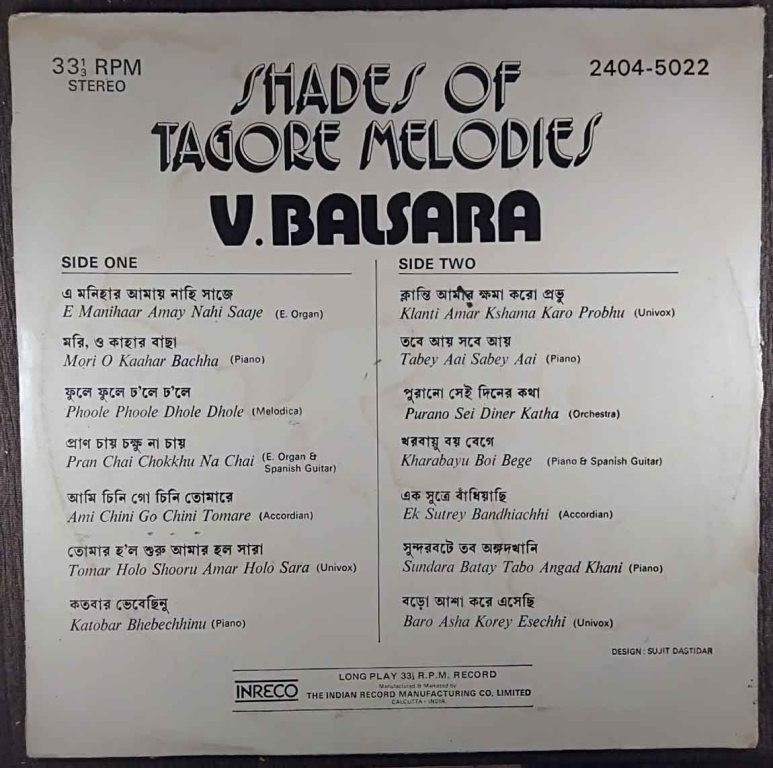 33⅓ RPM
STEREO
2404-5022
SHADES OF
TAGORE MELODIES
V. BALSARA
SIDE ONE
এ মনিহার আমায় নাহি সাজে
E Manihaar Amay Nahi Saaje (E. Organ)
মরি, ও কাহার বাছা
Mori O Kaahar Bachha (Piano)
ফুলে ফুলে ঢ'লে ঢ'লে
Phoole Phoole Dhole Dhole (Melodica)
প্রাণ চায় চক্ষু না চায়
Pran Chai Chokkhu Na Chai (E. Organ &
Spanish Guitar)
আমি চিনি গো চিনি তোমারে
Ami Chini Go Chini Tomare (Accordian)
তোমার হ'ল শুরু আমার হল সারা
Tomar Holo Shooru Amar Holo Sara (Univox)
কতবার ভেবেছিনু
Katobar Bhebechhinu (Piano)
SIDE TWO
ক্লান্তি আমার ক্ষমা করো প্রভু
Klanti Amar Kshama Karo Probhu (Univox)
তবে আয় সবে আয়
Tabey Aai Sabey Aai (Piano)
পুরানো সেই দিনের কথা
Purano Sei Diner Katha (Orchestra)
খরবায়ু বয় বেগে
Kharabayu Boi Bege (Piano & Spanish Guitar)
এক সুত্রে বাঁধিয়াছি
Ek Sutrey Bandhiachhi (Accordian)
সুন্দরবটে তব অঙ্গদখানি
Sundara Batay Tabo Angad Khani (Piano)
বড়ো আশা করে এসেছি
Baro Asha Korey Esechhi (Univox)
DESIGN : SUJIT DASTIDAR
INRECO
LONG PLAY 33⅓ R.P.M. RECORD
Manufactured & Marketed by
THE INDIAN RECORD MANUFACTURING CO. LIMITED
CALCUTTA - INDIA